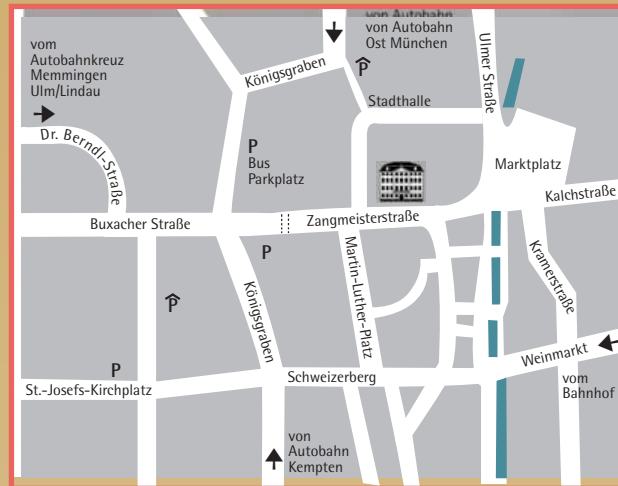 vom
Autobahnkreuz
Memmingen
Ulm/Lindau
von Autobahn
Ost München
Königsgraben
P
Stadthalle
Ulmer Straße
Dr. Berndl-Straße
P
Bus
Parkplatz
Marktplatz
Kalchstraße
Buxacher Straße
Zangmeisterstraße
P
Martin-Luther-Platz
Kramerstraße
Königsgraben
P
P
St.-Josefs-Kirchplatz
Schweizerberg
Weinmarkt
vom
Bahnhof
von
Autobahn
Kempten